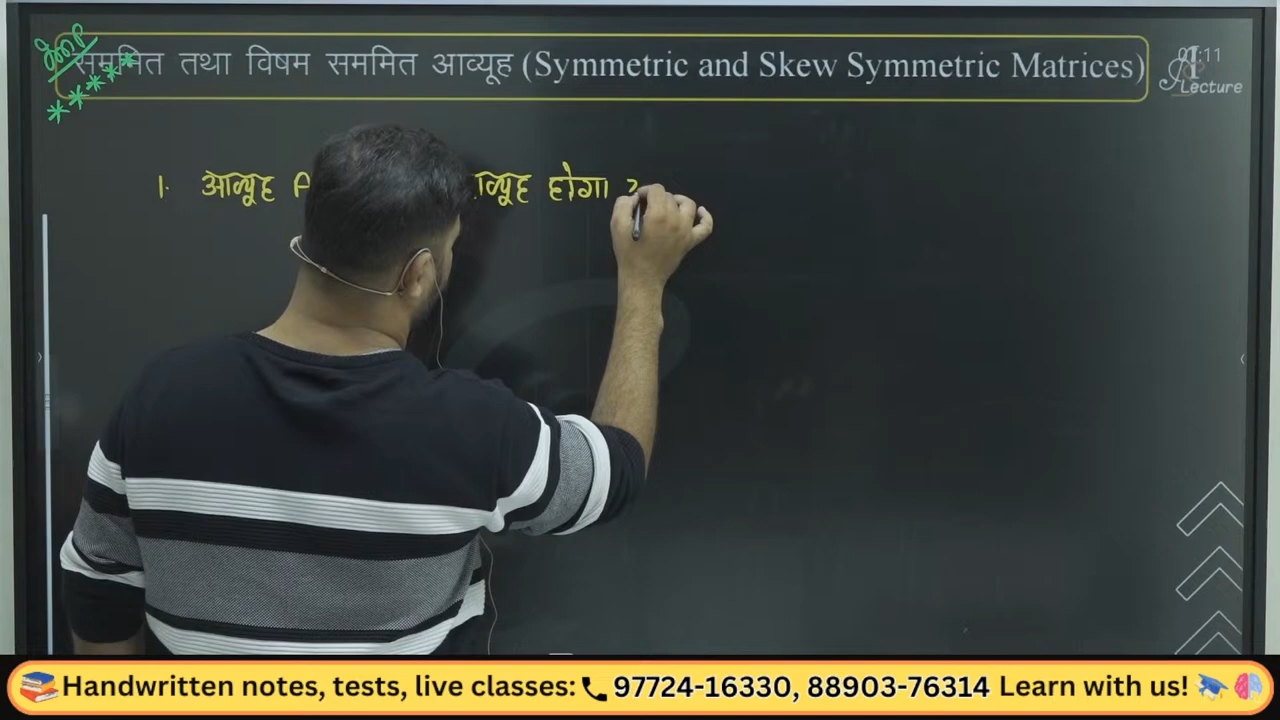 IMP
सममित तथा विषम सममित आव्यूह (Symmetric and Skew Symmetric Matrices)
Lecture
1. आव्यूह A होगा
Handwritten notes, tests, live classes: 97724-16330, 88903-76314 Learn with us!